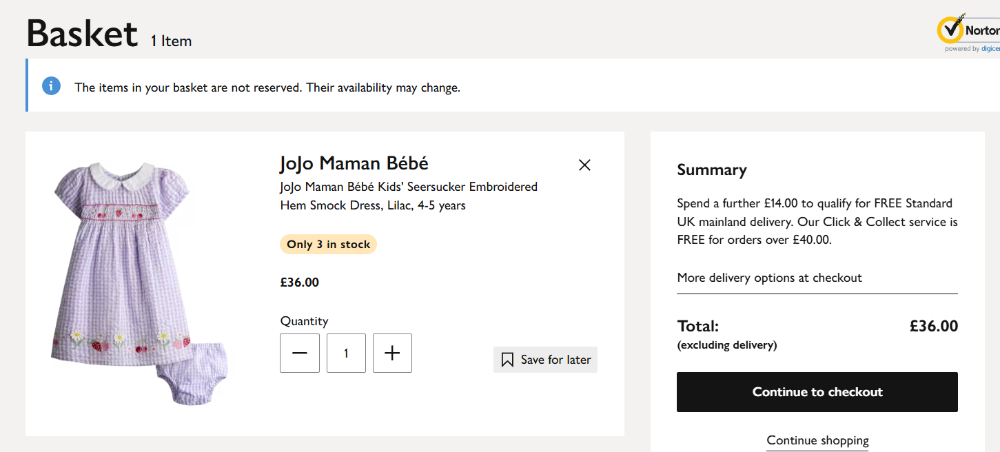 Basket 1 Item
Norton
powered by
The items in your basket are not reserved. Their availability may change.
JoJo Maman Bébé
JoJo Maman Bébé Kids' Seersucker Embroidered
Hem Smock Dress, Lilac, 4-5 years
Only 3 in stock
£36.00
Quantity
1
Save for later
Summary
Spend a further £14.00 to qualify for FREE Standard
UK mainland delivery. Our Click & Collect service is
FREE for orders over £40.00.
More delivery options at checkout
Total: £36.00
(excluding delivery)
Continue to checkout
Continue shopping